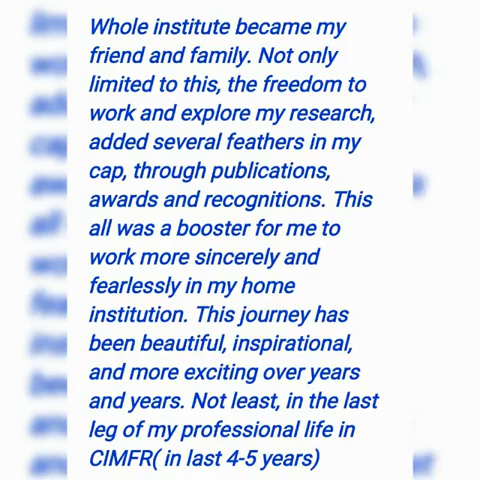 Whole institute became my
friend and family. Not only
limited to this, the freedom to
work and explore my research,
added several feathers in my
cap, through publications,
awards and recognitions. This
all was a booster for me to
work more sincerely and
fearlessly in my home
institution. This journey has
been beautiful, inspirational,
and more exciting over years
and years. Not least, in the last
leg of my professional life in
CIMFR( in last 4-5 years)